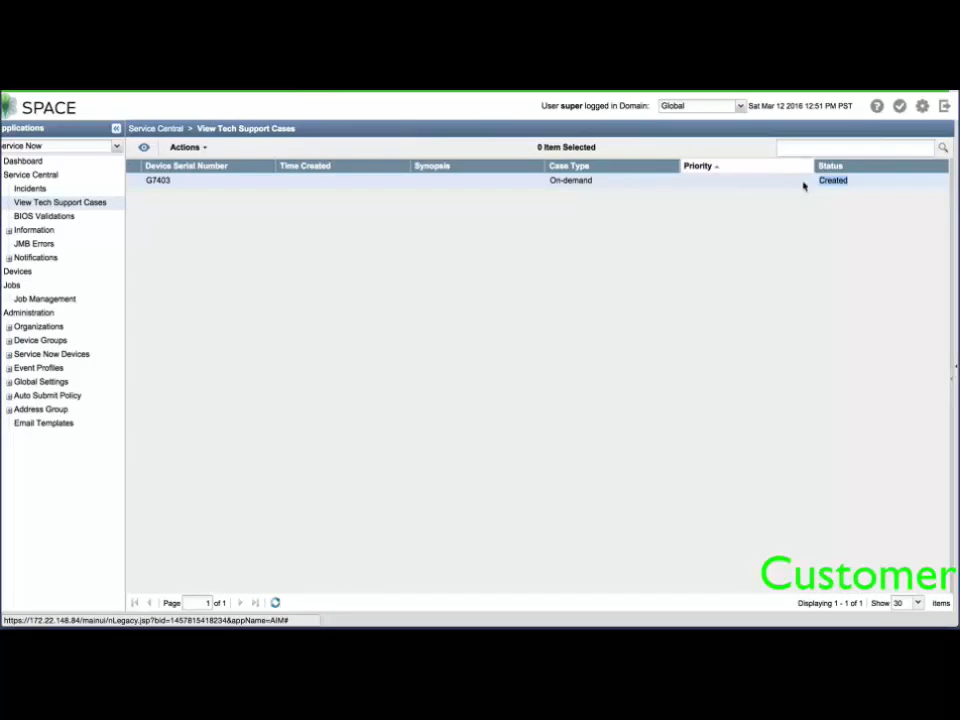 SPACE
User super logged in Domain: Global Sat Mar 12 2016 12:51 PM PST
pplications Service Central > View Tech Support Cases
ervice Now Actions 0 Item Selected
Device Serial Number Time Created Synopsis Case Type Priority Status
G7403 On-demand Created
Dashboard
Service Central
Incidents
View Tech Support Cases
BIOS Validations
Information
JMB Errors
Notifications
Devices
Jobs
Job Management
Administration
Organizations
Device Groups
Service Now Devices
Event Profiles
Global Settings
Auto Submit Policy
Address Group
Email Templates
Customer
Page 1 of 1 Displaying 1 - 1 of 1 Show 30 items
https://172.22.148.84/mainui/nLegacy.jsp?bid=1457815418234&appName=AIM#